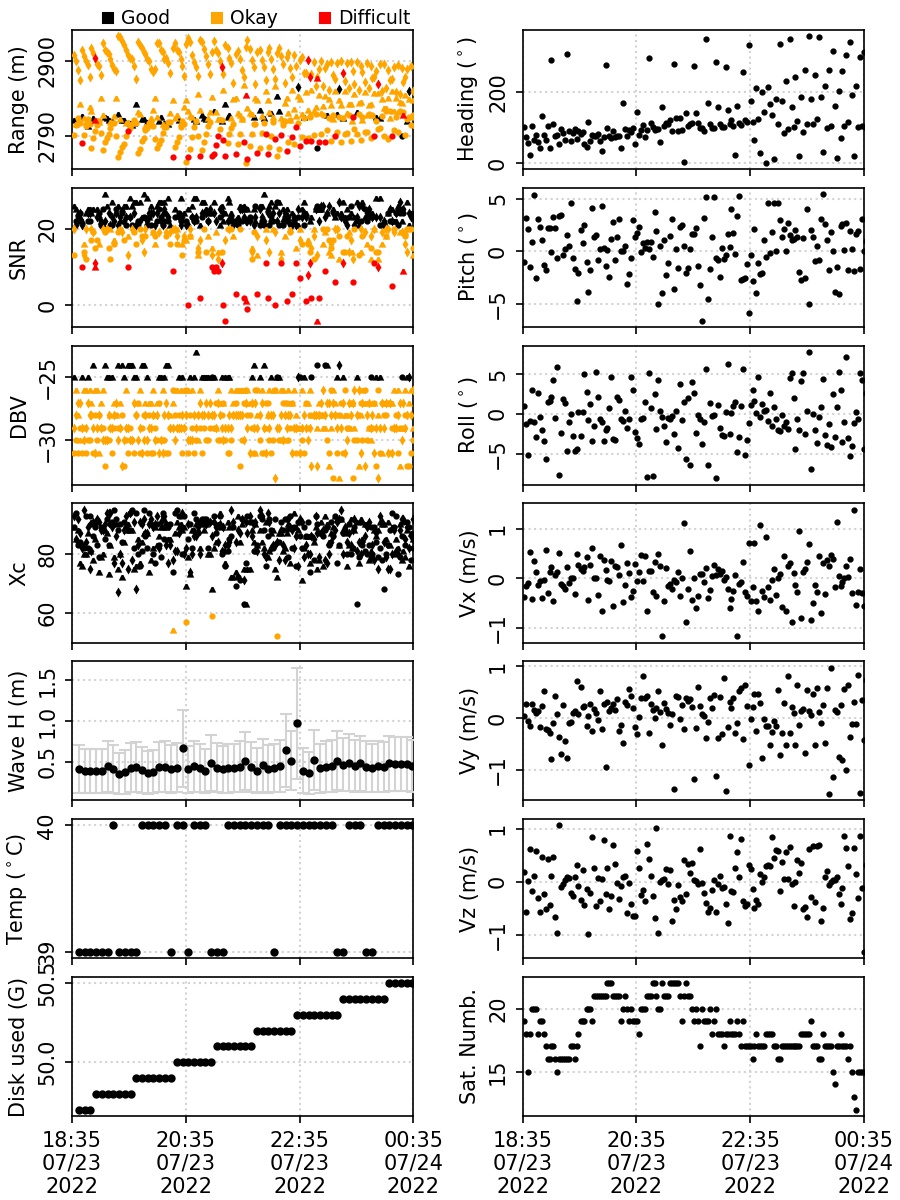 Good Okay Difficult
Range (m)
2900
2790
Heading (°)
200
0
SNR
20
0
Pitch (°)
5
0
−5
DBV
−25
−30
Roll (°)
5
0
−5
Xc
80
60
Vx (m/s)
1
0
−1
Wave H (m)
1.5
1.0
0.5
Vy (m/s)
1
0
−1
Temp (°C)
40
39
Vz (m/s)
1
0
−1
Disk used (G)
50.5
50.0
Sat. Numb.
20
15
18:35 20:35 22:35 00:35
07/23 07/23 07/23 07/24
2022 2022 2022 2022
18:35 20:35 22:35 00:35
07/23 07/23 07/23 07/24
2022 2022 2022 2022